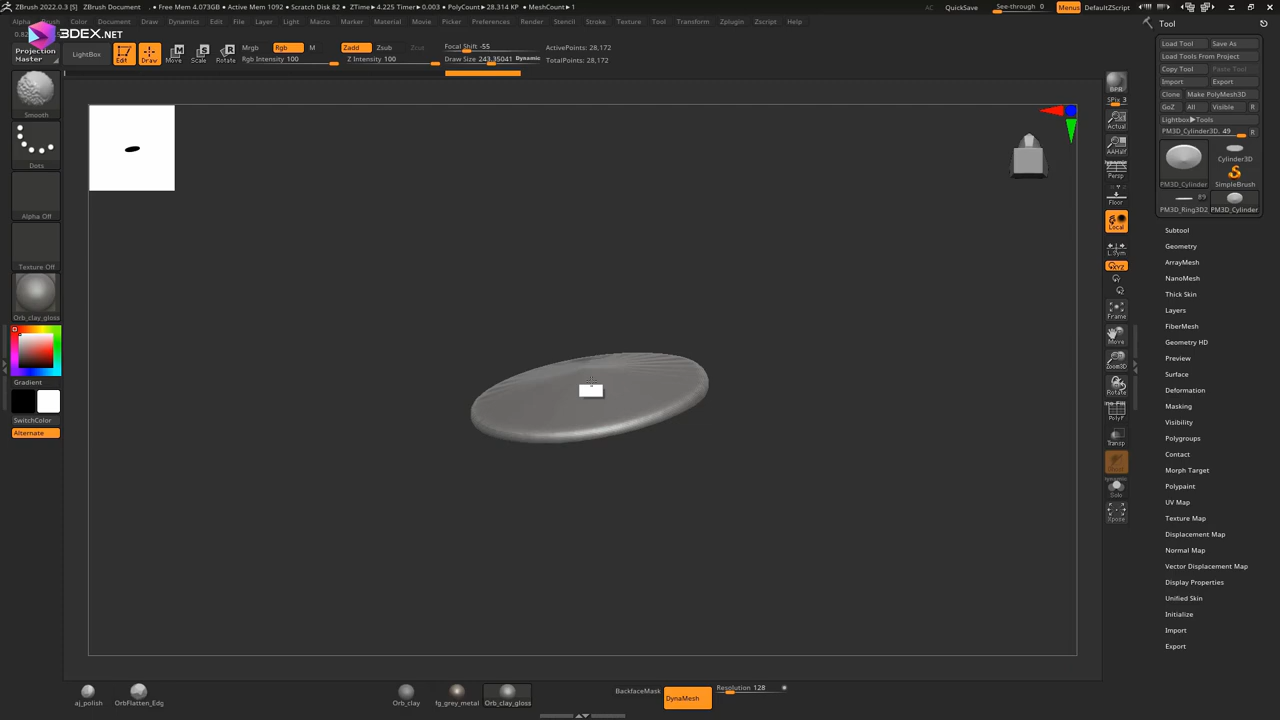 ZBrush 2022.0.3 [S] ZBrush Document . • Free Mem 4.073GB • Active Mem 1092 • Scratch Disk 82 • ZTime►4.225 Timer►0.003 • PolyCount►28.314 KP • MeshCount►1 AC QuickSave See-through 0 Menus DefaultZScript
Alpha Brush Color Document Draw Dynamics Edit File Layer Light Macro Marker Material Movie Picker Preferences Render Stencil Stroke Texture Tool Transform Zplugin Zscript Help
3DEX.NET
Projection Master
LightBox
Edit Draw Move Scale Rotate
Mrgb Rgb M Zadd Zsub Zcut
Rgb Intensity 100 Z Intensity 100
Focal Shift -55
Draw Size 243.35041 Dynamic
ActivePoints: 28,172
TotalPoints: 28,172
Smooth
Dots
Alpha Off
Texture Off
Orb_clay_gloss
Gradient
SwitchColor
Alternate
BPR
SPix 3
Actual
AAHalf
Dynamic
Persp
Floor
Local
L.Sym
XYZ
Frame
Move
Zoom3D
Rotate
Line Fill
PolyF
Transp
Dynamic
Solo
Xpose
Tool
Load Tool Save As
Load Tools From Project
Copy Tool Paste Tool
Import Export
Clone Make PolyMesh3D
GoZ All Visible R
Lightbox►Tools
PM3D_Cylinder3D. 49 R
Cylinder3D
PM3D_Cylinder SimpleBrush
89
PM3D_Ring3D2 PM3D_Cylinder
Subtool
Geometry
ArrayMesh
NanoMesh
Thick Skin
Layers
FiberMesh
Geometry HD
Preview
Surface
Deformation
Masking
Visibility
Polygroups
Contact
Morph Target
Polypaint
UV Map
Texture Map
Displacement Map
Normal Map
Vector Displacement Map
Display Properties
Unified Skin
Initialize
Import
Export
aj_polish OrbFlatten_Edg Orb_clay fg_grey_metal Orb_clay_gloss BackfaceMask DynaMesh Resolution 128